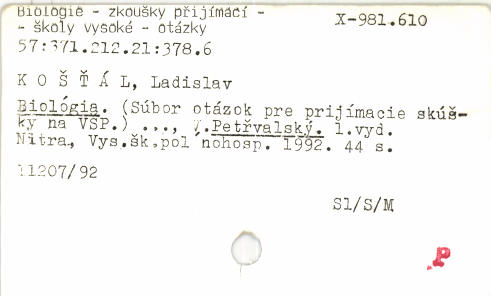 Biologie - zkoušky přijímací -
- školy vysoké - otázky
X-981.610
57:371.212.21:378.6
K O Š Ť Á L, Ladislav
Biológia. (Súbor otázok pre prijímacie skúš-
ky na VŠP.) ..., V.Petřvalský. 1.vyd.
Nitra, Vys.šk.pol nohosp. 1992. 44 s.
11207/92
Sl/S/M
P